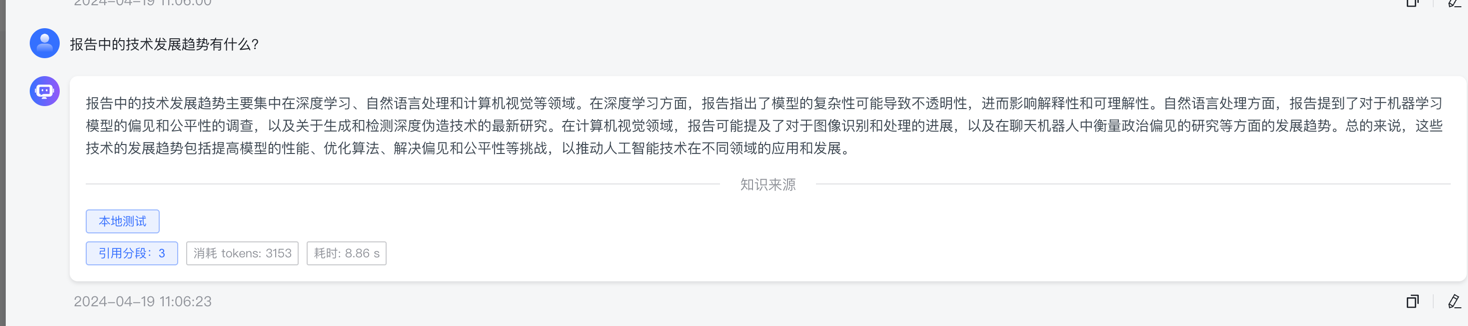 2024-04-19 11:06:00
报告中的技术发展趋势有什么?
报告中的技术发展趋势主要集中在深度学习、自然语言处理和计算机视觉等领域。在深度学习方面，报告指出了模型的复杂性可能导致不透明性，进而影响解释性和可理解性。自然语言处理方面，报告提到了对于机器学习
模型的偏见和公平性的调查，以及关于生成和检测深度伪造技术的最新研究。在计算机视觉领域，报告可能提及了对于图像识别和处理的进展，以及在聊天机器人中衡量政治偏见的研究等方面的发展趋势。总的来说，这些
技术的发展趋势包括提高模型的性能、优化算法、解决偏见和公平性等挑战，以推动人工智能技术在不同领域的应用和发展。
知识来源
本地测试
引用分段：3 消耗 tokens: 3153 耗时: 8.86 s
2024-04-19 11:06:23